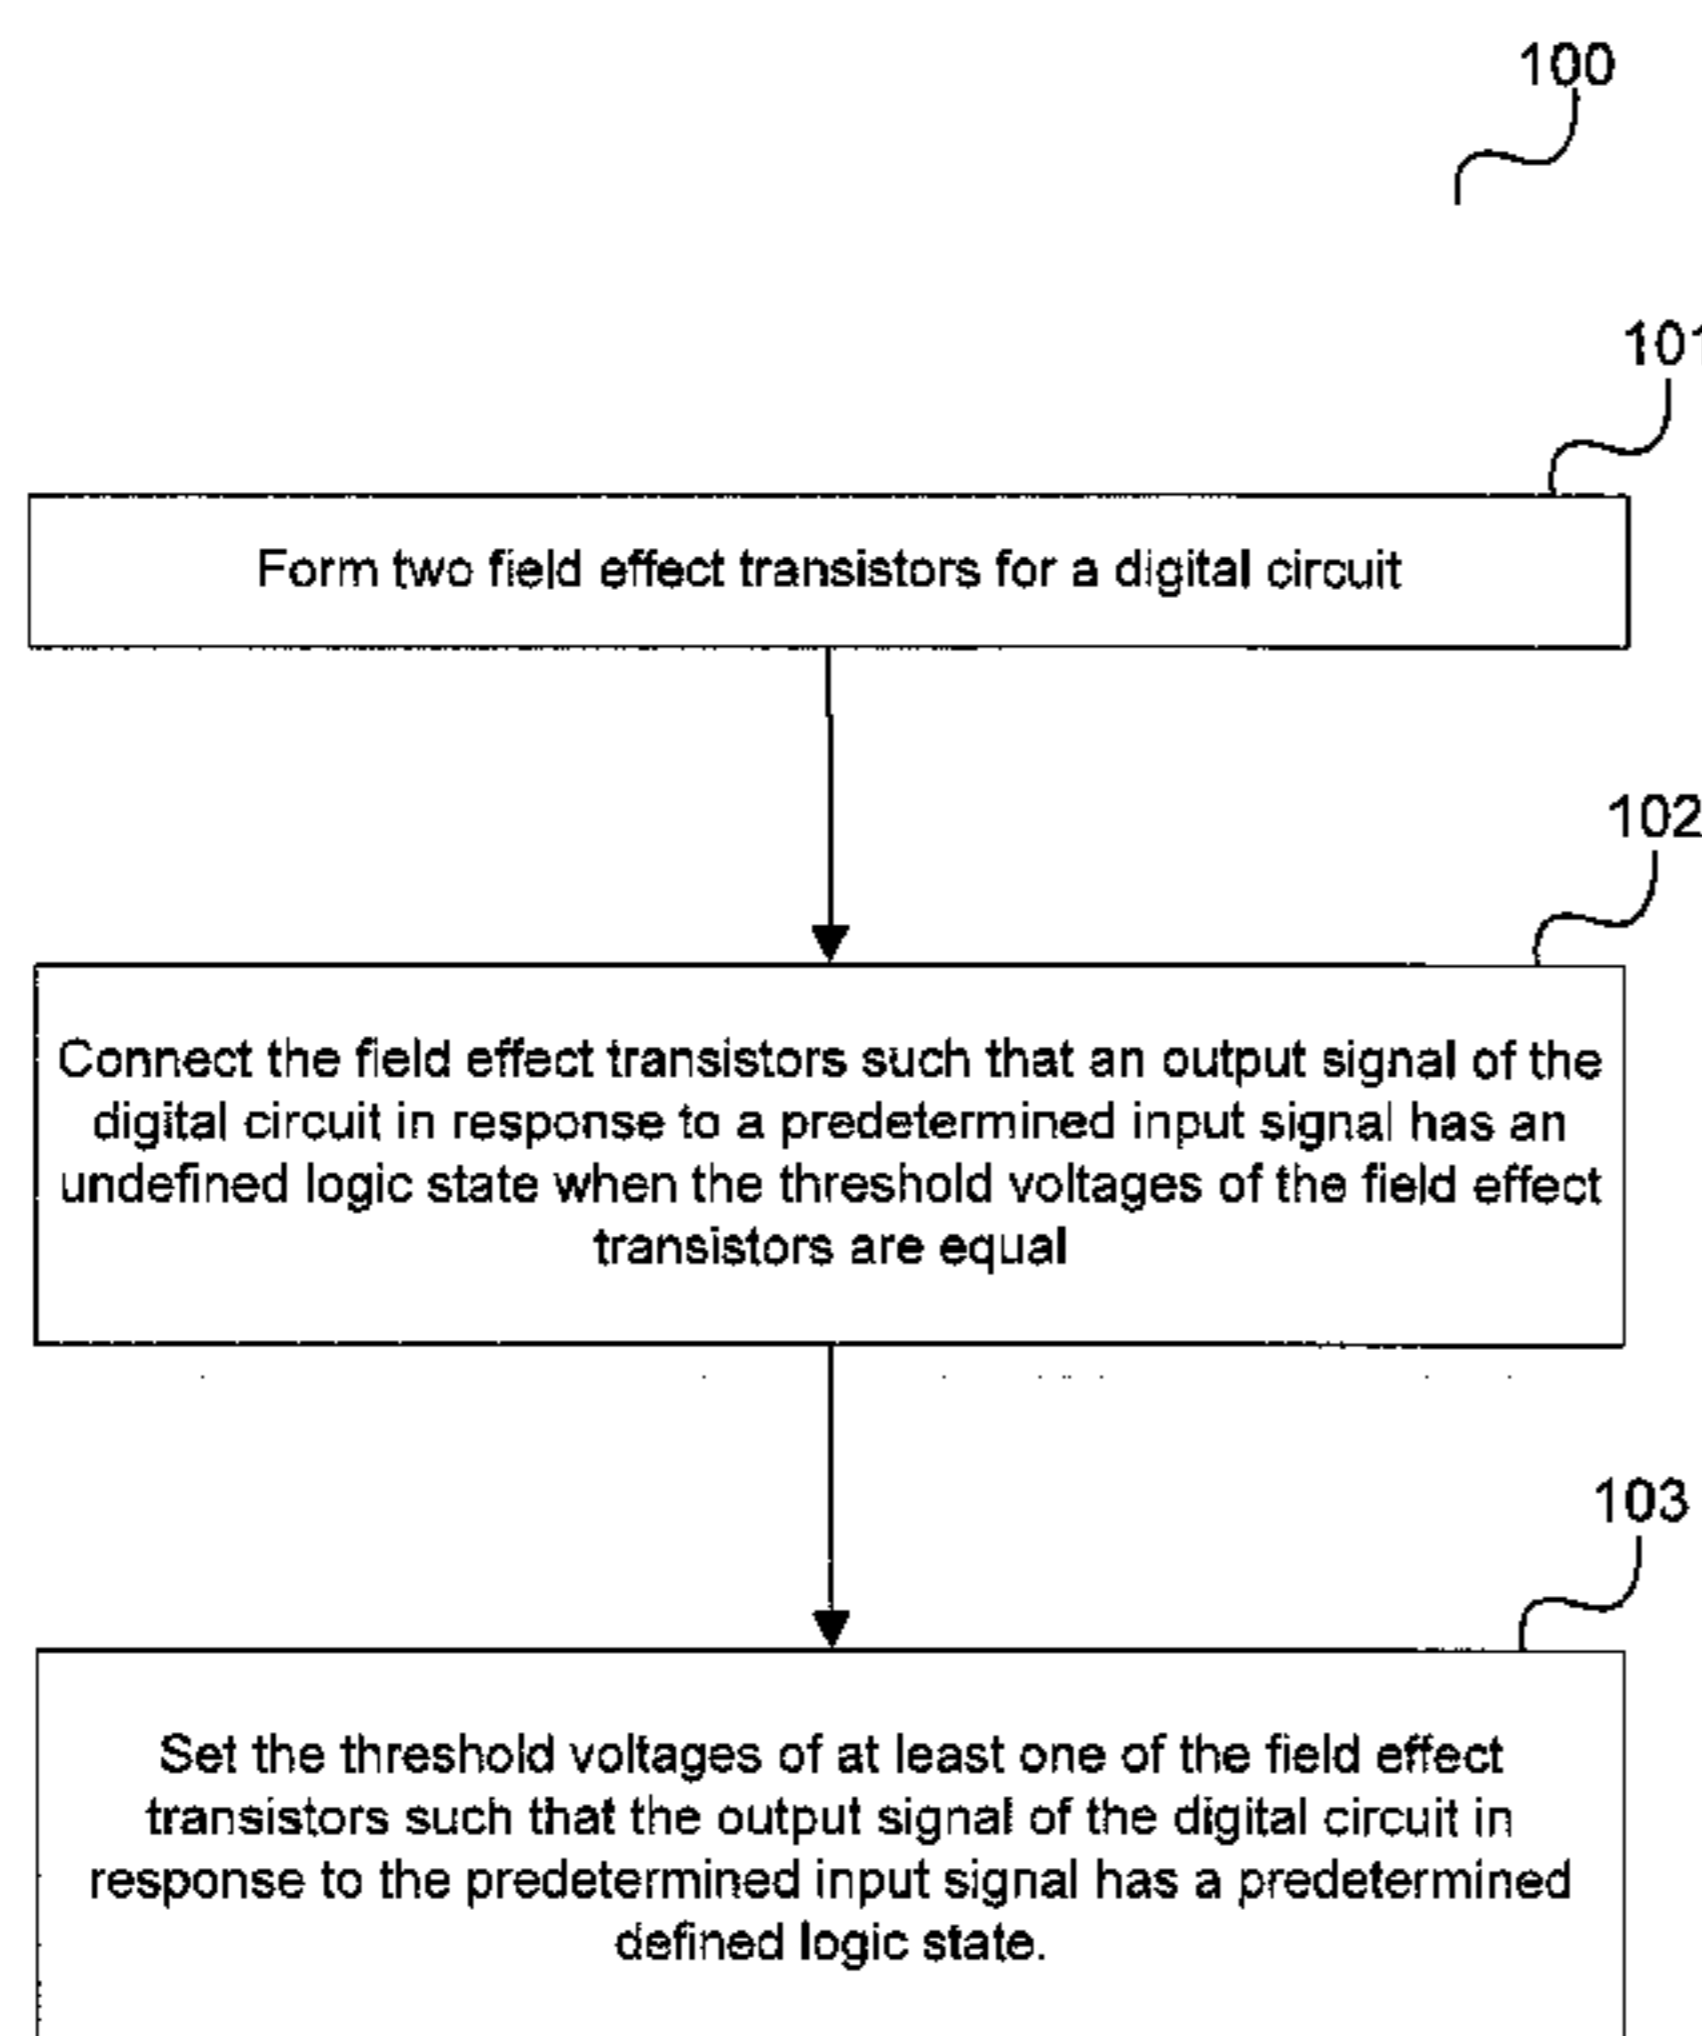 100
101
Form two field effect transistors for a digital circuit
102
Connect the field effect transistors such that an output signal of the
digital circuit in response to a predetermined input signal has an
undefined logic state when the threshold voltages of the field effect
transistors are equal
103
Set the threshold voltages of at least one of the field effect
transistors such that the output signal of the digital circuit in
response to the predetermined input signal has a predetermined
defined logic state.